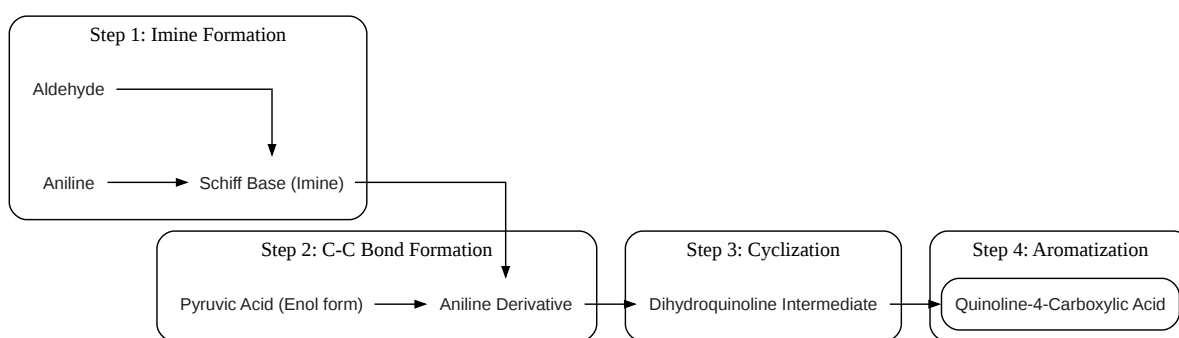 Step 1: Imine Formation
Aldehyde
Aniline
Schiff Base (Imine)
Step 2: C-C Bond Formation
Pyruvic Acid (Enol form)
Aniline Derivative
Step 3: Cyclization
Dihydroquinoline Intermediate
Step 4: Aromatization
Quinoline-4-Carboxylic Acid